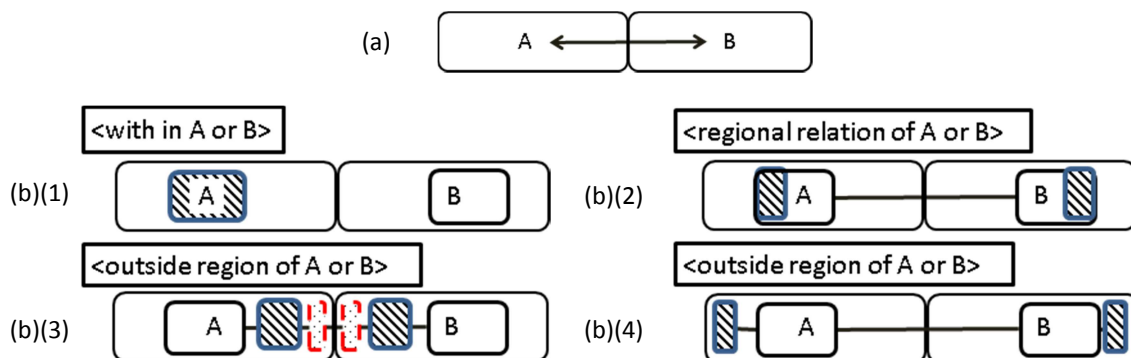 (a) A B
<with in A or B>
(b)(1) A B
<regional relation of A or B>
(b)(2) A B
<outside region of A or B>
(b)(3) A B
<outside region of A or B>
(b)(4) A B